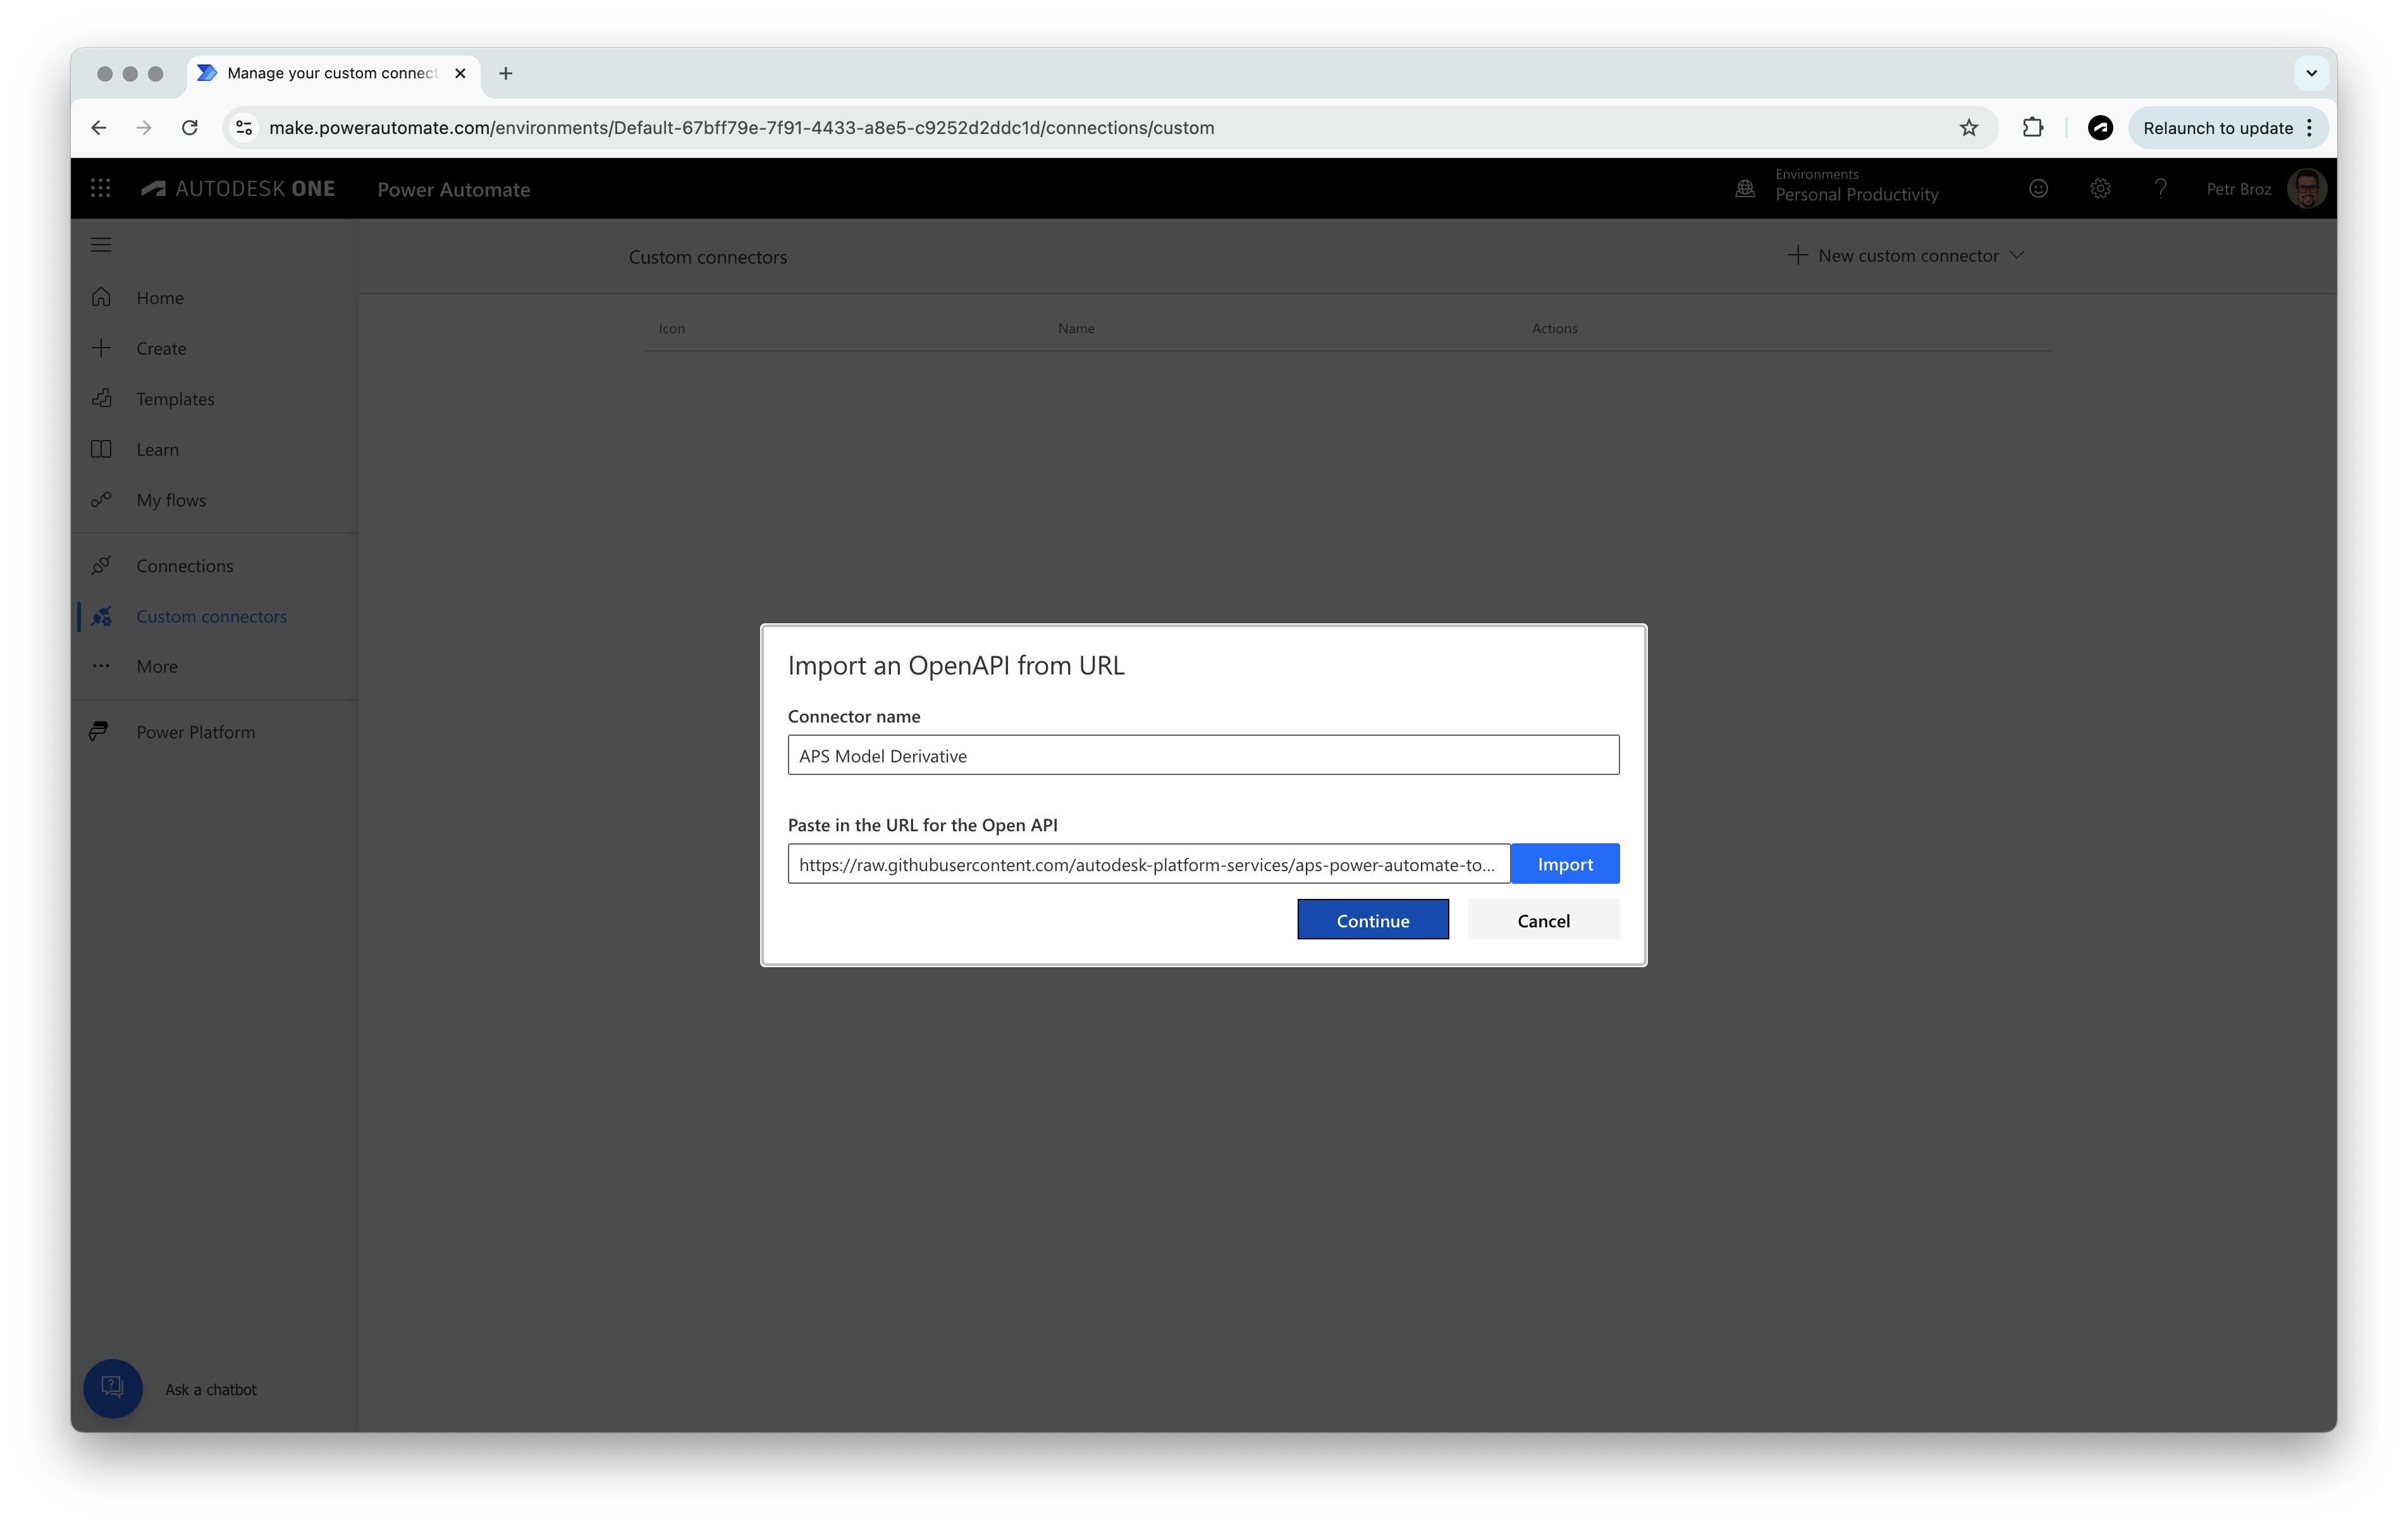 Manage your custom connect
make.powerautomate.com/environments/Default-67bff79e-7f91-4433-a8e5-c9252d2ddc1d/connections/custom
Relaunch to update
AUTODESK ONE
Power Automate
Environments
Personal Productivity
Petr Broz
Custom connectors
New custom connector
Home
Icon
Name
Actions
Create
Templates
Learn
My flows
Connections
Custom connectors
More
Power Platform
Import an OpenAPI from URL
Connector name
APS Model Derivative
Paste in the URL for the Open API
https://raw.githubusercontent.com/autodesk-platform-services/aps-power-automate-to...
Import
Continue
Cancel
Ask a chatbot